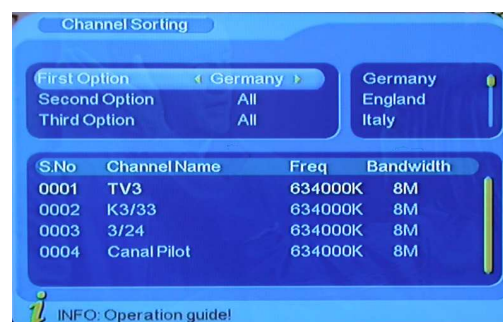 Channel Sorting
First Option Germany Germany
Second Option All England
Third Option All Italy
S.No Channel Name Freq Bandwidth
0001 TV3 634000K 8M
0002 K3/33 634000K 8M
0003 3/24 634000K 8M
0004 Canal Pilot 634000K 8M
INFO: Operation guide!